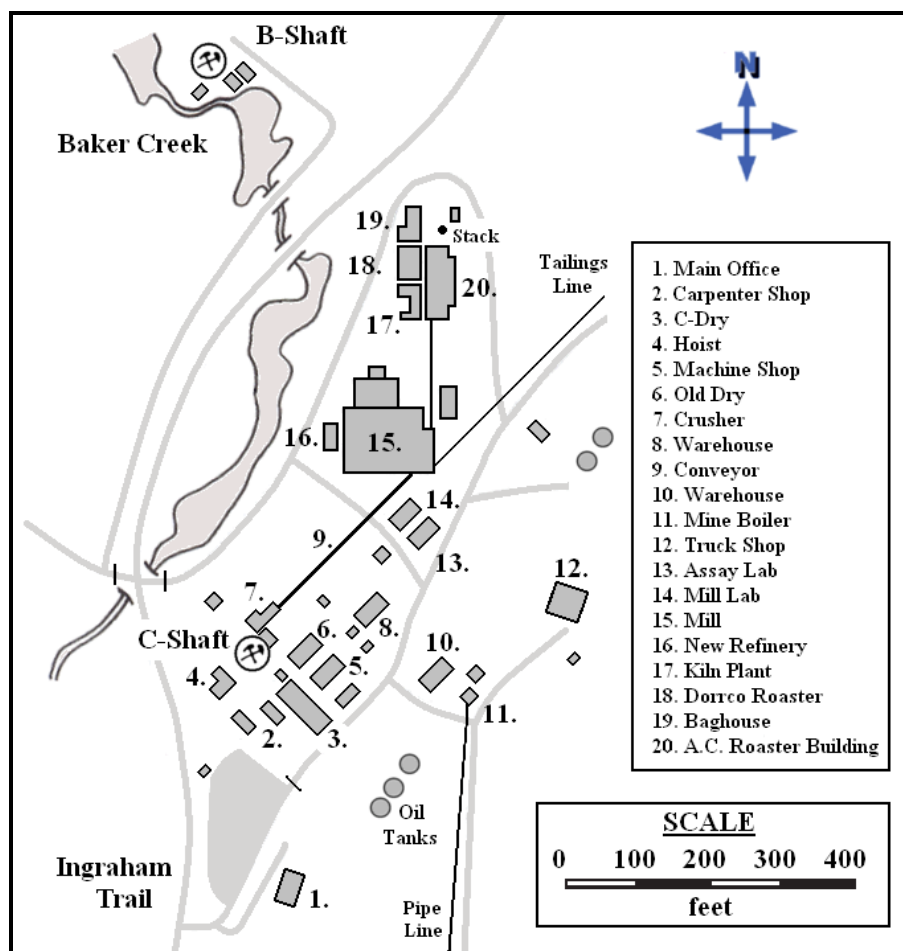 B-Shaft
N
Baker Creek
19.
Stack
18.
20.
Tailings
Line
17.
1. Main Office
2. Carpenter Shop
3. C-Dry
4. Hoist
5. Machine Shop
6. Old Dry
7. Crusher
8. Warehouse
9. Conveyor
10. Warehouse
11. Mine Boiler
12. Truck Shop
13. Assay Lab
14. Mill Lab
15. Mill
16. New Refinery
17. Kiln Plant
18. Dorrco Roaster
19. Baghouse
20. A.C. Roaster Building
16.
15.
14.
9.
13.
12.
7.
C-Shaft
6.
8.
5.
10.
4.
11.
2.
3.
Oil
Tanks
Ingraham
Trail
1.
Pipe
Line
SCALE
0 100 200 300 400
feet